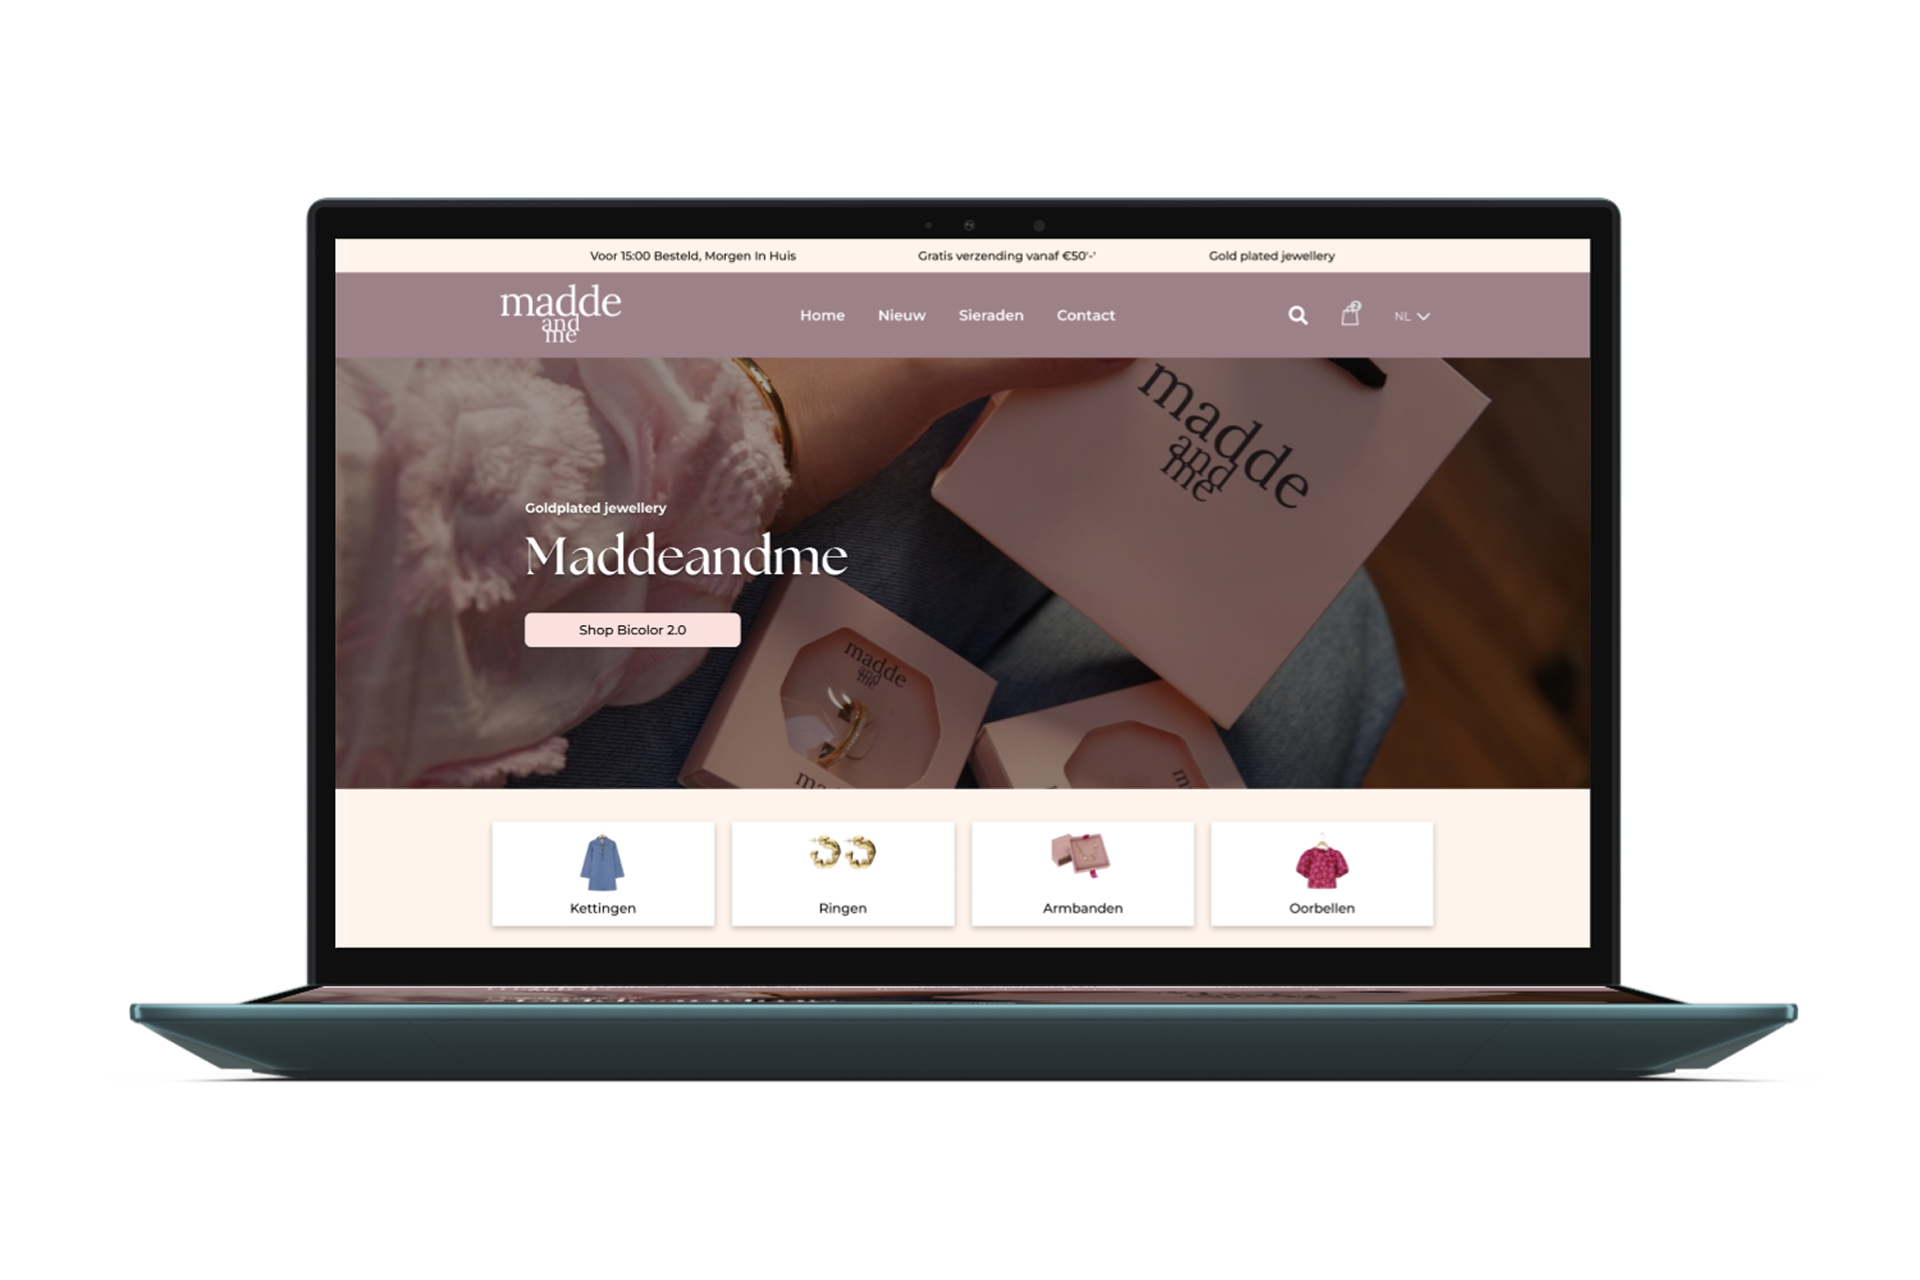 Voor 15:00 Besteld, Morgen In Huis
Gratis verzending vanaf €50'-'
Gold plated jewellery
madde
and
me
Home
Nieuw
Sieraden
Contact
2
NL
madde
and
me
Goldplated jewellery
Maddeandme
Shop Bicolor 2.0
madde
and
me
Kettingen
Ringen
Armbanden
Oorbellen